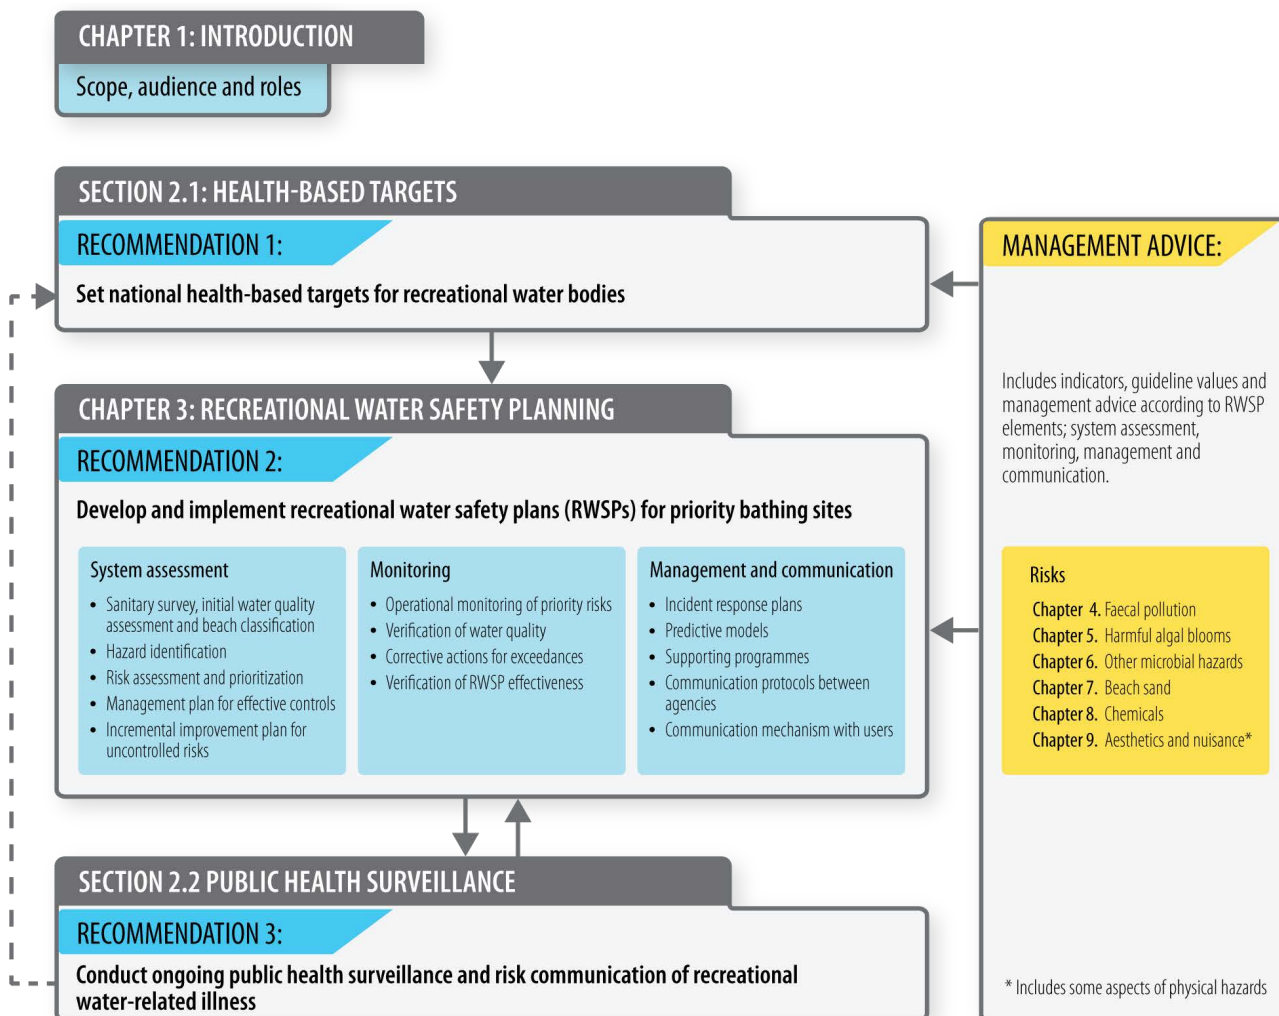 CHAPTER 1: INTRODUCTION
Scope, audience and roles
SECTION 2.1: HEALTH-BASED TARGETS
RECOMMENDATION 1:
Set national health-based targets for recreational water bodies
CHAPTER 3: RECREATIONAL WATER SAFETY PLANNING
RECOMMENDATION 2:
Develop and implement recreational water safety plans (RWSPs) for priority bathing sites
System assessment
• Sanitary survey, initial water quality
assessment and beach classification
• Hazard identification
• Risk assessment and prioritization
• Management plan for effective controls
• Incremental improvement plan for
uncontrolled risks
Monitoring
• Operational monitoring of priority risks
• Verification of water quality
• Corrective actions for exceedances
• Verification of RWSP effectiveness
Management and communication
• Incident response plans
• Predictive models
• Supporting programmes
• Communication protocols between
agencies
• Communication mechanism with users
SECTION 2.2 PUBLIC HEALTH SURVEILLANCE
RECOMMENDATION 3:
Conduct ongoing public health surveillance and risk communication of recreational
water-related illness
MANAGEMENT ADVICE:
Includes indicators, guideline values and
management advice according to RWSP
elements; system assessment,
monitoring, management and
communication.
Risks
Chapter 4. Faecal pollution
Chapter 5. Harmful algal blooms
Chapter 6. Other microbial hazards
Chapter 7. Beach sand
Chapter 8. Chemicals
Chapter 9. Aesthetics and nuisance*
* Includes some aspects of physical hazards